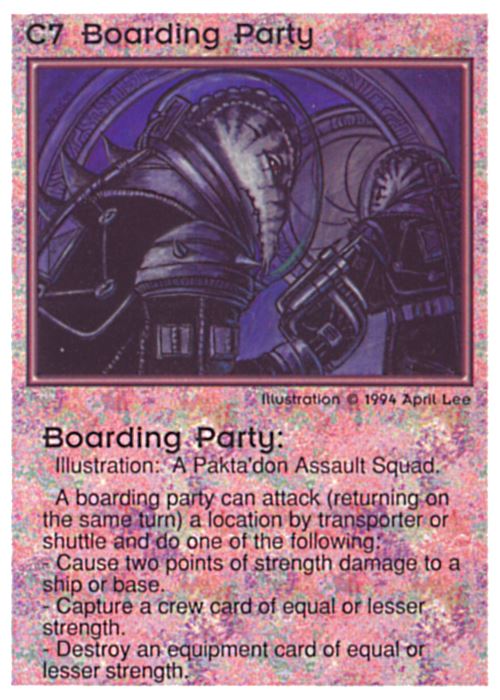 C7 Boarding Party
Illustration © 1994 April Lee
Boarding Party:
Illustration: A Pakta'don Assault Squad.
A boarding party can attack (returning on
the same turn) a location by transporter or
shuttle and do one of the following:
- Cause two points of strength damage to a
ship or base.
- Capture a crew card of equal or lesser
strength.
- Destroy an equipment card of equal or
lesser strength.